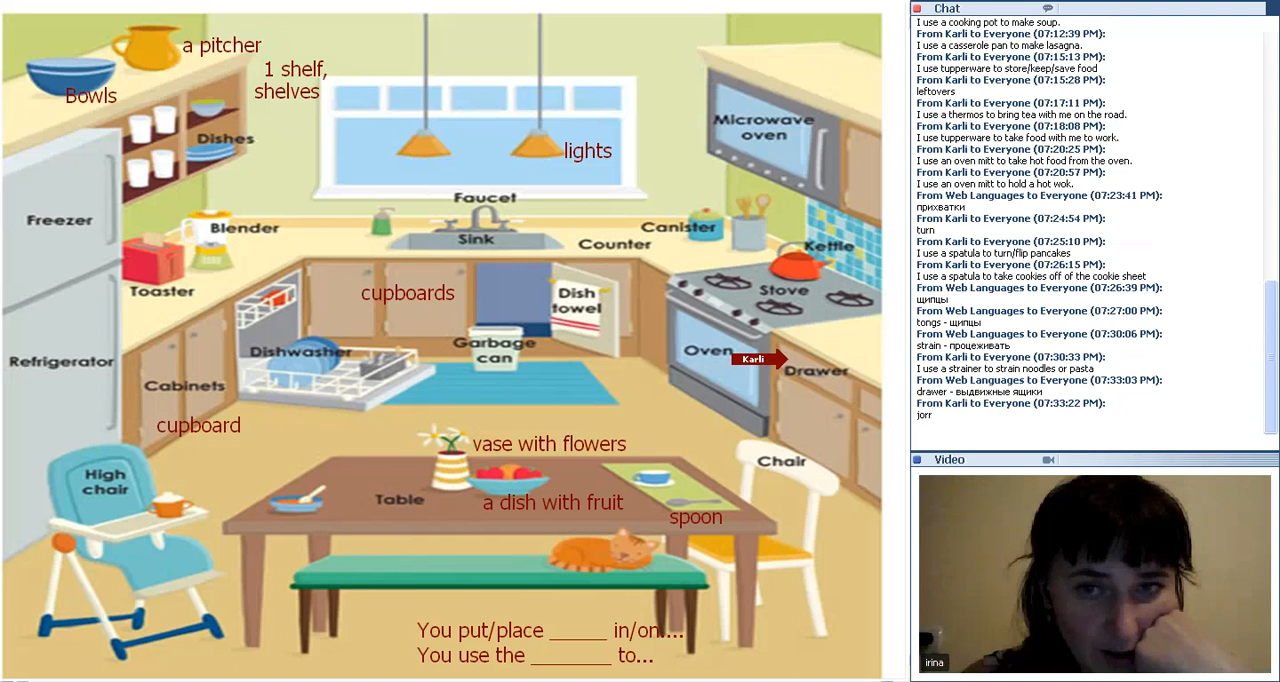 a pitcher
1 shelf,
shelves
Bowls
Dishes
lights
Microwave
oven
Freezer
Faucet
Blender
Sink
Counter
Canister
Kettle
Toaster
cupboards
Dish
towel
Stove
Refrigerator
Dishwasher
Garbage
can
Oven
Karli
Drawer
Cabinets
cupboard
High
chair
vase with flowers
Table
a dish with fruit
spoon
Chair
You put/place _____ in/on....
You use the ________ to...
Chat
I use a cooking pot to make soup.
From Karli to Everyone (07:12:39 PM):
I use a casserole pan to make lasagna.
From Karli to Everyone (07:15:13 PM):
I use tupperware to store/keep/save food
From Karli to Everyone (07:15:28 PM):
leftovers
From Karli to Everyone (07:17:11 PM):
I use a thermos to bring tea with me on the road.
From Karli to Everyone (07:18:08 PM):
I use tupperware to take food with me to work.
From Karli to Everyone (07:20:25 PM):
I use an oven mitt to take hot food from the oven.
From Karli to Everyone (07:20:57 PM):
I use an oven mitt to hold a hot wok.
From Web Languages to Everyone (07:23:41 PM):
прихватки
From Karli to Everyone (07:24:54 PM):
turn
From Karli to Everyone (07:25:10 PM):
I use a spatula to turn/flip pancakes
From Karli to Everyone (07:26:15 PM):
I use a spatula to take cookies off of the cookie sheet
From Web Languages to Everyone (07:26:39 PM):
щипцы
From Web Languages to Everyone (07:27:00 PM):
tongs - щипцы
From Web Languages to Everyone (07:30:06 PM):
strain - процеживать
From Karli to Everyone (07:30:33 PM):
I use a strainer to strain noodles or pasta
From Web Languages to Everyone (07:33:03 PM):
drawer - выдвижные ящики
From Karli to Everyone (07:33:22 PM):
jorr
Video
irina